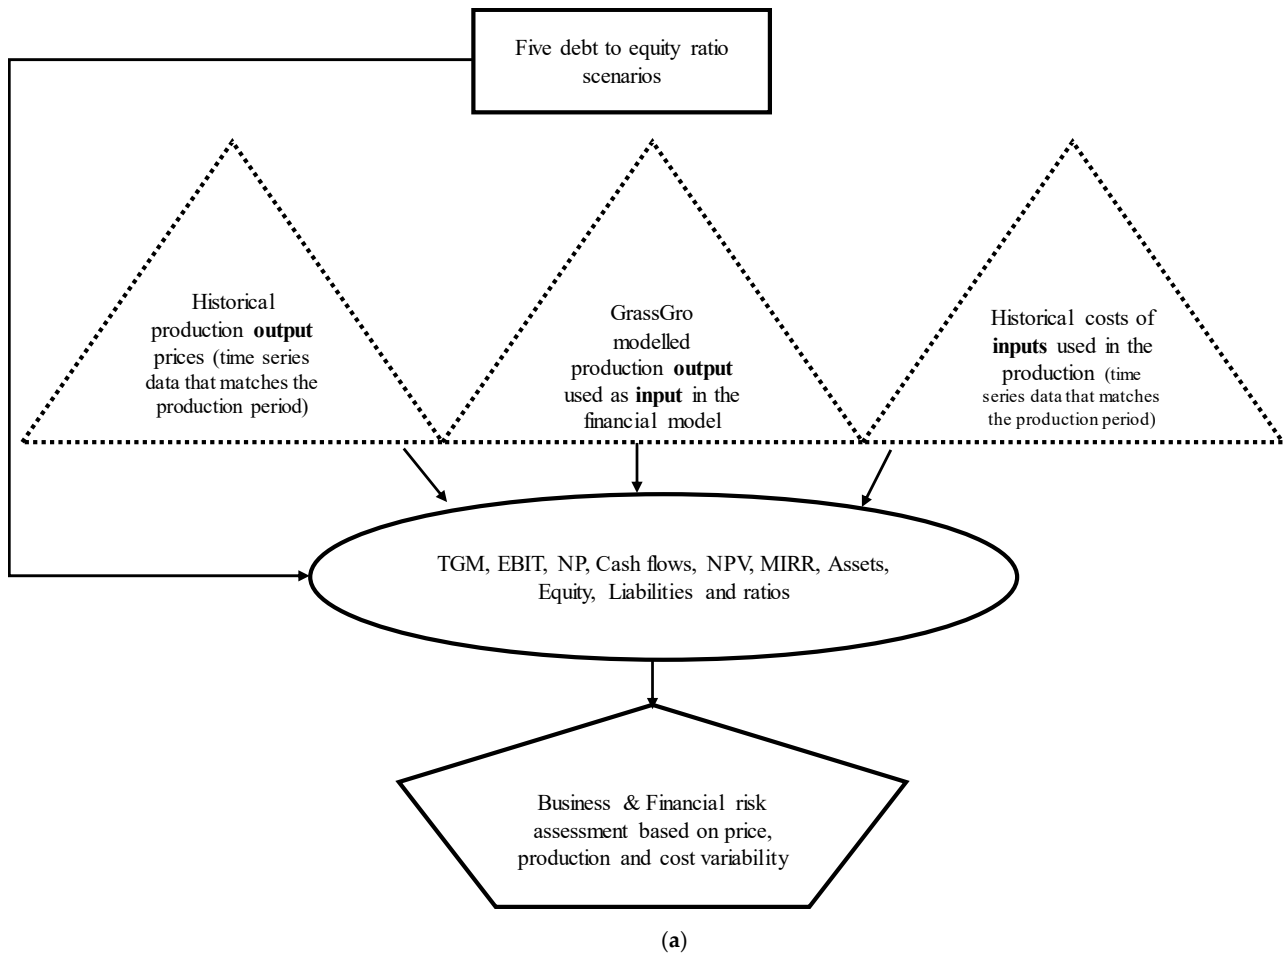 Five debt to equity ratio
scenarios
Historical
production output
prices (time series
data that matches the
production period)
GrassGro
modelled
production output
used as input in the
financial model
Historical costs of
inputs used in the
production (time
series data that matches
the production period)
TGM, EBIT, NP, Cash flows, NPV, MIRR, Assets,
Equity, Liabilities and ratios
Business & Financial risk
assessment based on price,
production and cost variability
(a)